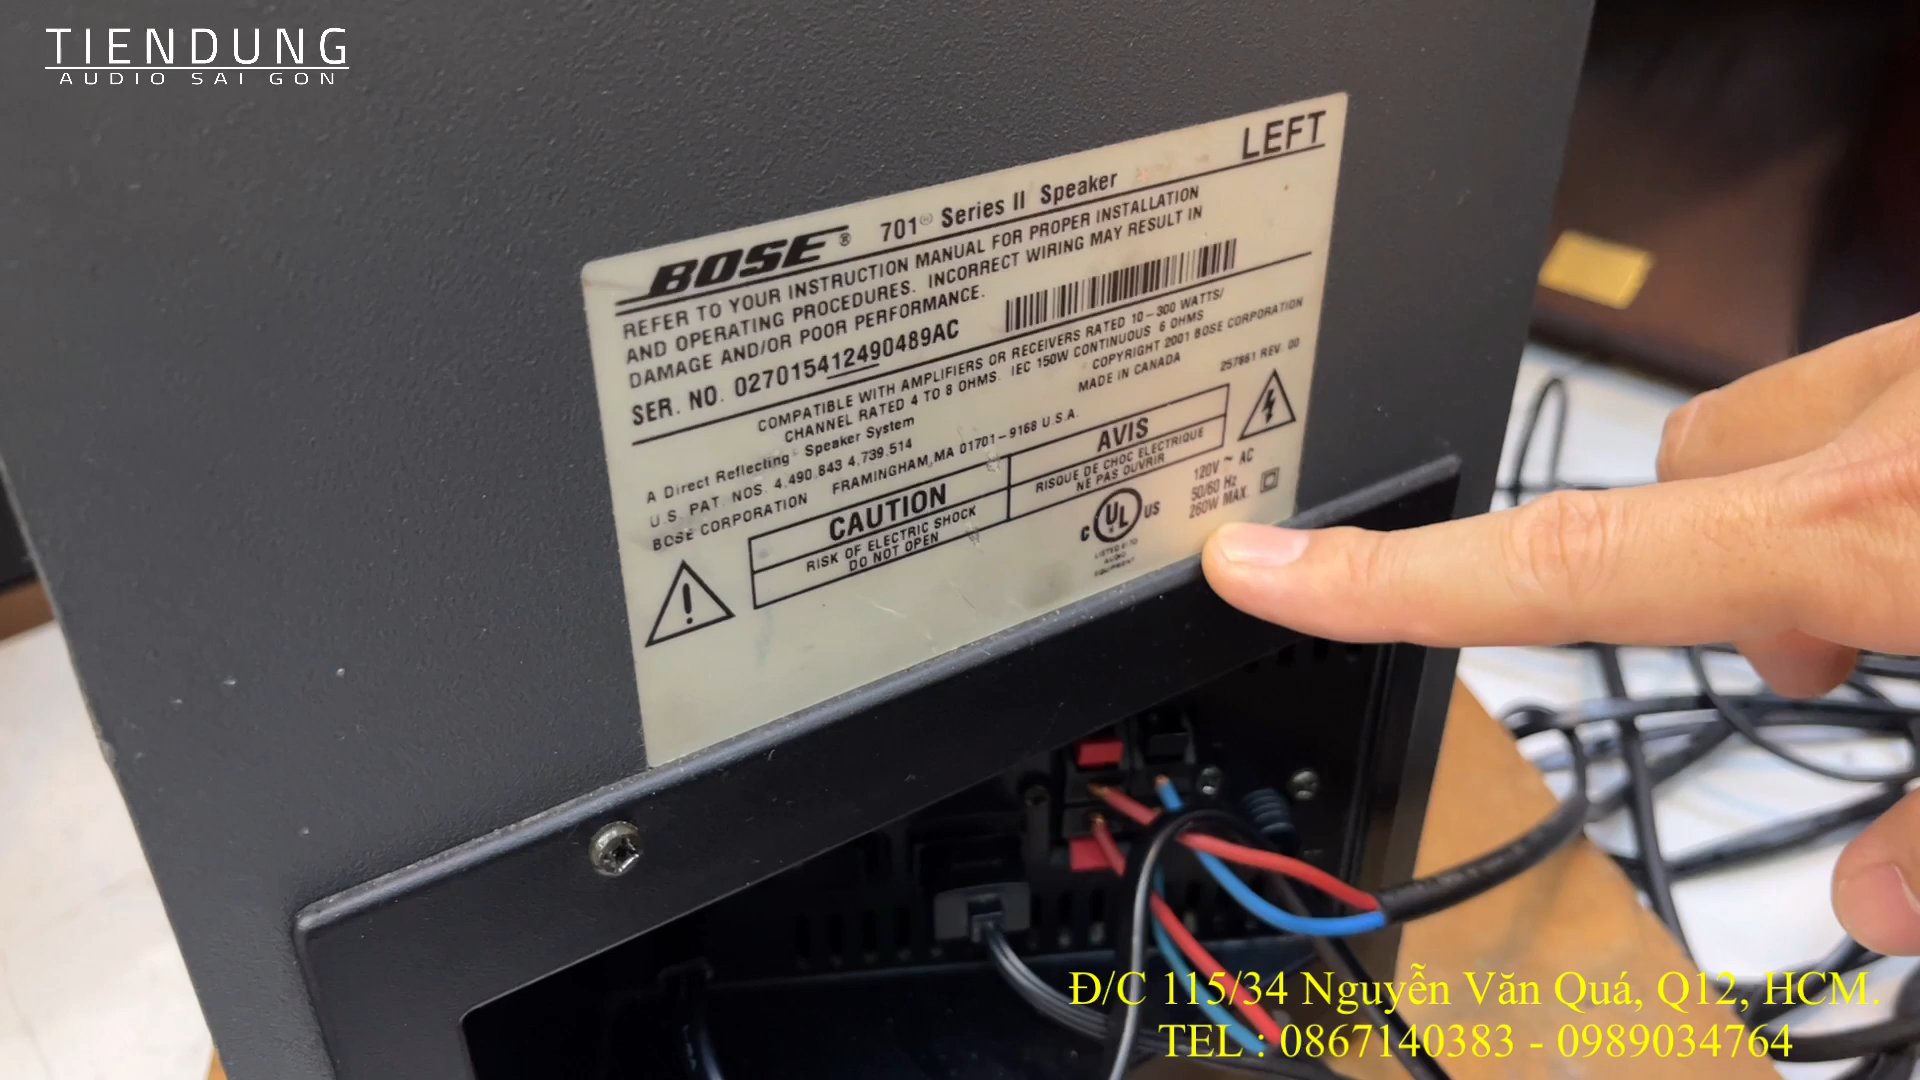 TIENDUNG
AUDIO SAI GON
LEFT
BOSE® 701® Series II Speaker
REFER TO YOUR INSTRUCTION MANUAL FOR PROPER INSTALLATION
AND OPERATING PROCEDURES. INCORRECT WIRING MAY RESULT IN
DAMAGE AND/OR POOR PERFORMANCE.
SER. NO. 027015412490489AC
COMPATIBLE WITH AMPLIFIERS OR RECEIVERS RATED 10–300 WATTS/
CHANNEL RATED 4 TO 8 OHMS. IEC 150W CONTINUOUS 6 OHMS
A Direct Reflecting® Speaker System
COPYRIGHT 2001 BOSE CORPORATION
U.S. PAT. NOS. 4,490,843 4,739,514
MADE IN CANADA
257861 REV. 00
BOSE CORPORATION FRAMINGHAM, MA 01701–9168 U.S.A.
CAUTION
RISK OF ELECTRIC SHOCK
DO NOT OPEN
AVIS
RISQUE DE CHOC ELECTRIQUE
NE PAS OUVRIR
C UL US
LISTED
AUDIO
EQUIPMENT
120V ~ AC
50/60 Hz
260W MAX.
Đ/C 115/34 Nguyễn Văn Quá, Q12, HCM.
TEL : 0867140383 - 0989034764